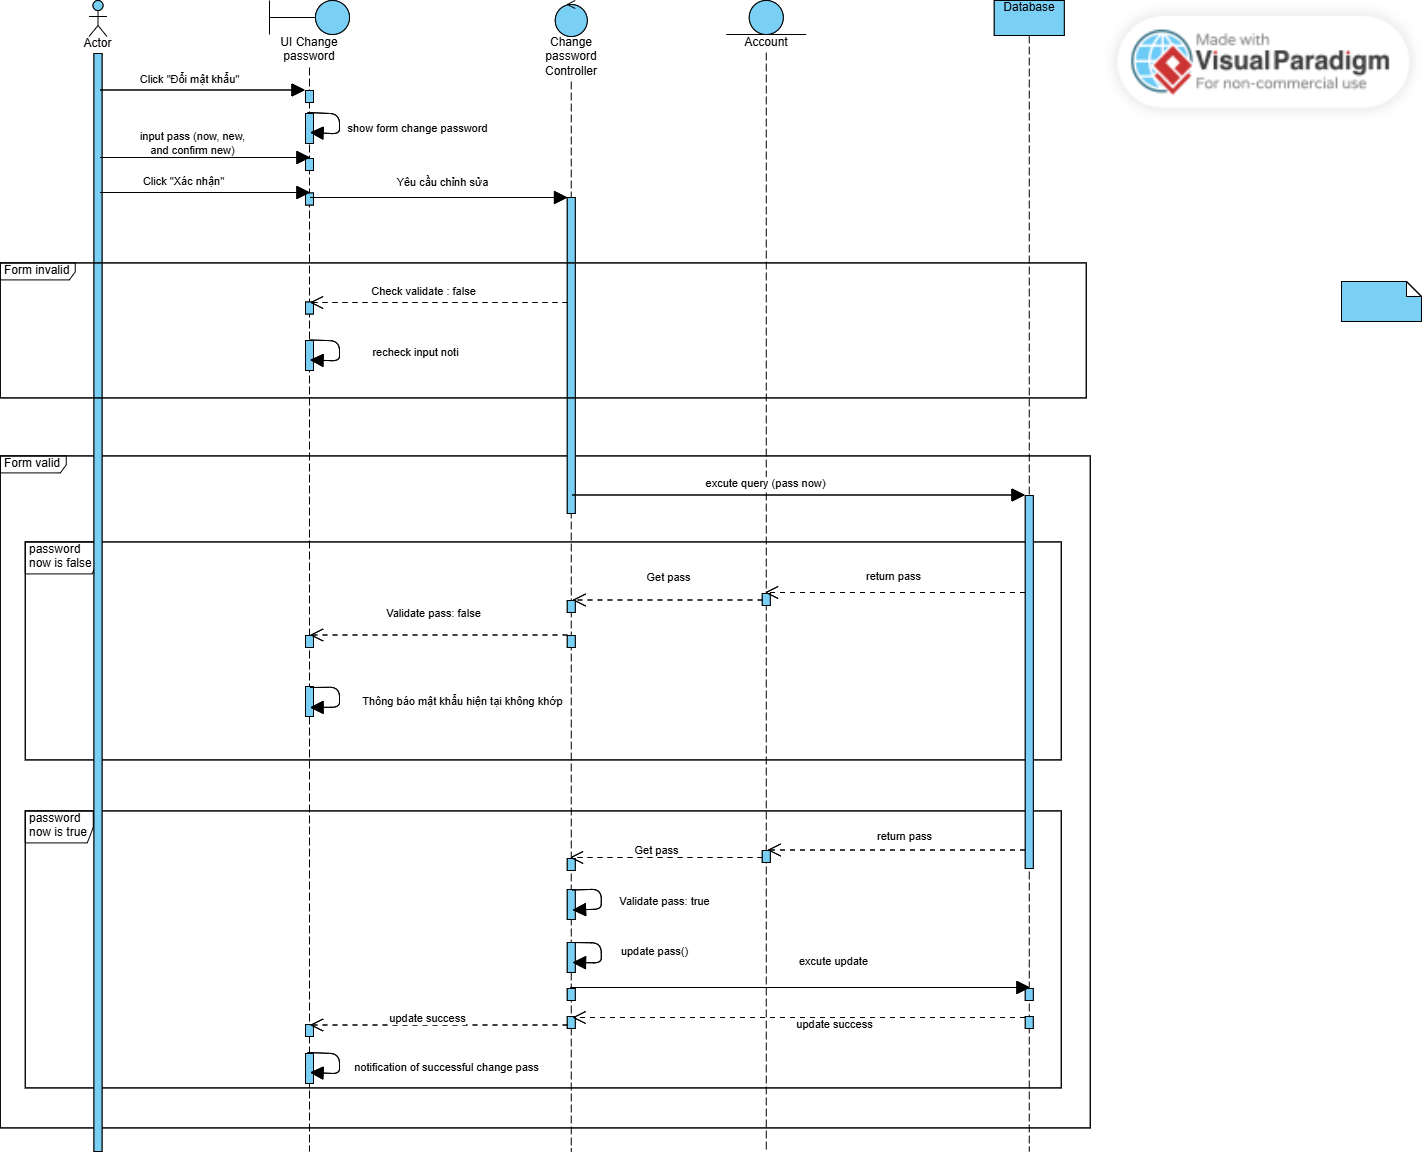 Actor
UI Change
password
Change
password
Controller
Account
Database
Made with
VisualParadigm
For non-commercial use
Click "Đổi mật khẩu"
show form change password
input pass (now, new,
and confirm new)
Click "Xác nhận"
Yêu cầu chỉnh sửa
Form invalid
Check validate : false
recheck input noti
Form valid
excute query (pass now)
password
now is false
return pass
Get pass
Validate pass: false
Thông báo mật khẩu hiện tại không khớp
password
now is true
return pass
Get pass
Validate pass: true
update pass()
excute update
update success
update success
notification of successful change pass